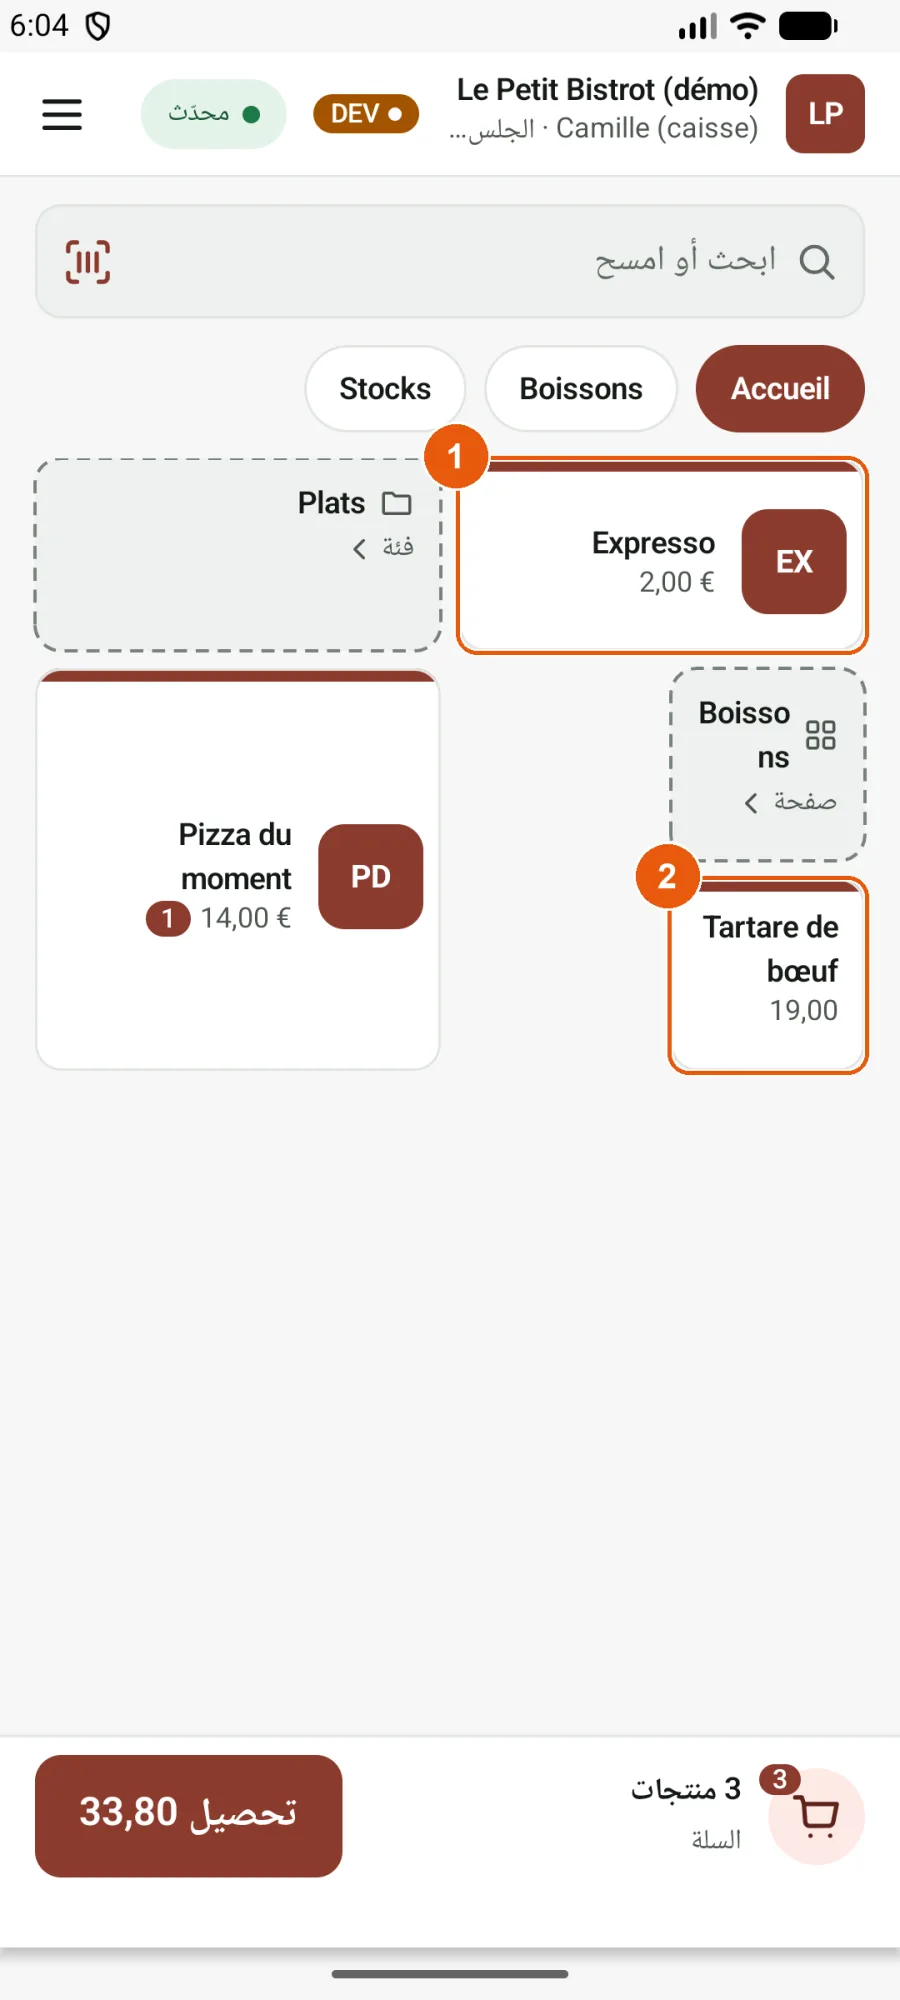 6:04
Le Petit Bistrot (démo)
Camille (caisse) · الجلس...
LP
DEV
محدّث
ابحث أو امسح
Accueil
Boissons
Stocks
1
Expresso
2,00 €
EX
Plats
فئة
Boisso
ns
صفحة
2
Tartare de
bœuf
19,00
Pizza du
moment
14,00 €
1
PD
3
3 منتجات
السلة
تحصيل 33,80